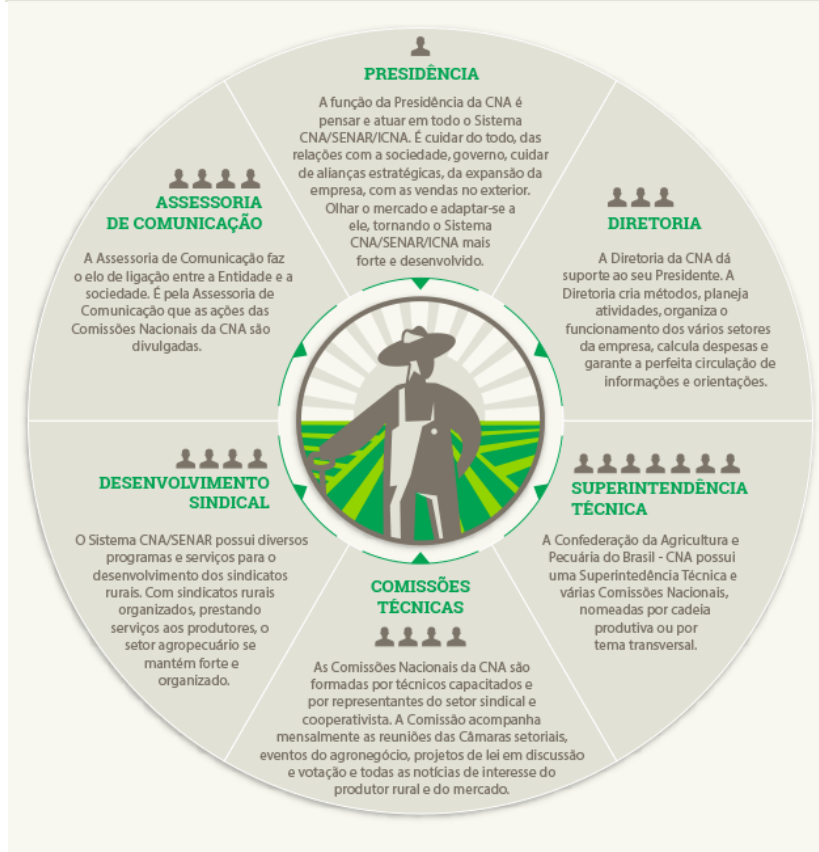 PRESIDÊNCIA
A função da Presidência da CNA é
pensar e atuar em todo o Sistema
CNA/SENAR/ICNA. É cuidar do todo, das
relações com a sociedade, governo, cuidar
de alianças estratégicas, da expansão da
empresa, com as vendas no exterior.
Olhar o mercado e adaptar-se a
ele, tornando o Sistema
CNA/SENAR/ICNA mais
forte e desenvolvido.
DIRETORIA
A Diretoria da CNA dá
suporte ao seu Presidente. A
Diretoria cria métodos, planeja
atividades, organiza o
funcionamento dos vários setores
da empresa, calcula despesas e
garante a perfeita circulação de
informações e orientações.
SUPERINTENDÊNCIA
TÉCNICA
A Confederação da Agricultura e
Pecuária do Brasil - CNA possui
uma Superintedência Técnica e
várias Comissões Nacionais,
nomeadas por cadeia
produtiva ou por
tema transversal.
COMISSÕES
TÉCNICAS
As Comissões Nacionais da CNA são
formadas por técnicos capacitados e
por representantes do setor sindical e
cooperativista. A Comissão acompanha
mensalmente as reuniões das Câmaras setoriais,
eventos do agronegócio, projetos de lei em discussão
e votação e todas as notícias de interesse do
produtor rural e do mercado.
DESENVOLVIMENTO
SINDICAL
O Sistema CNA/SENAR possui diversos
programas e serviços para o
desenvolvimento dos sindicatos
rurais. Com sindicatos rurais
organizados, prestando
serviços aos produtores, o
setor agropecuário se
mantém forte e
organizado.
ASSESSORIA
DE COMUNICAÇÃO
A Assessoria de Comunicação faz
o elo de ligação entre a Entidade e a
sociedade. É pela Assessoria de
Comunicação que as ações das
Comissões Nacionais da CNA são
divulgadas.